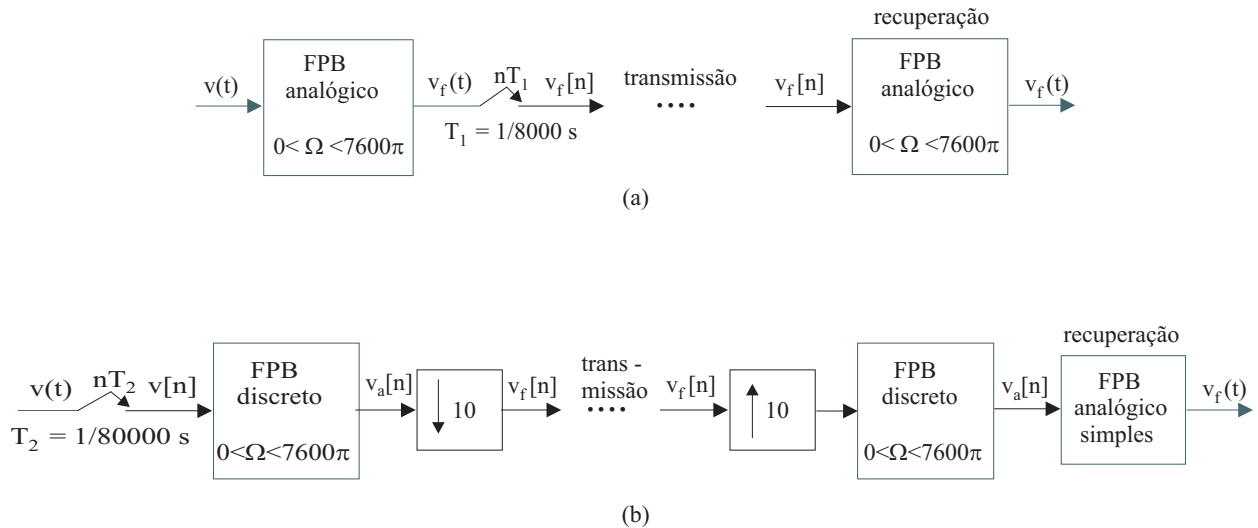 recuperação
FPB
analógico
0< Ω <7600π
v(t)
v_f(t)
nT_1
v_f[n]
T_1 = 1/8000 s
transmissão
....
v_f[n]
FPB
analógico
0< Ω <7600π
v_f(t)
(a)
v(t)
nT_2
v[n]
T_2 = 1/80000 s
FPB
discreto
0<Ω<7600π
v_a[n]
↓ 10
v_f[n]
trans -
missão
....
v_f[n]
↑ 10
FPB
discreto
0<Ω<7600π
v_a[n]
recuperação
FPB
analógico
simples
v_f(t)
(b)